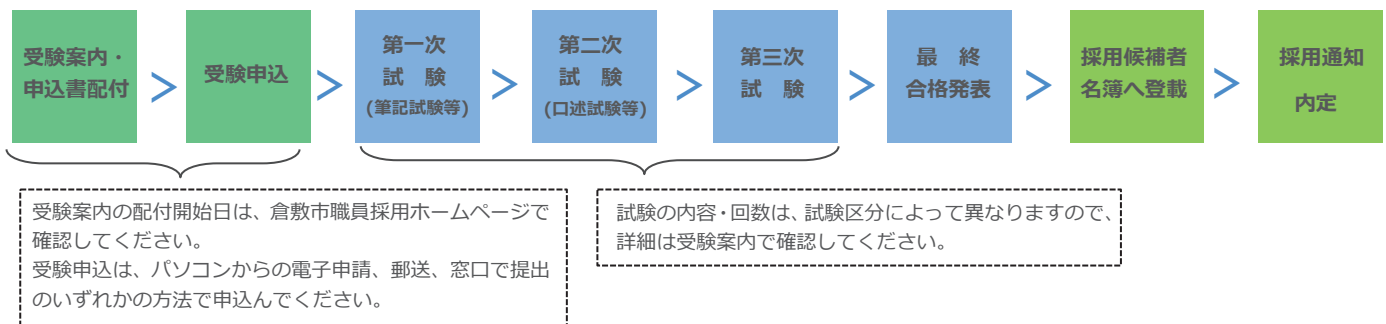 受験案内・
申込書配付
>
受験申込
>
第一次
試　験
(筆記試験等)
>
第二次
試　験
(口述試験等)
>
第三次
試　験
>
最　終
合格発表
>
採用候補者
名簿へ登載
>
採用通知
内定
受験案内の配付開始日は、倉敷市職員採用ホームページで
確認してください。
受験申込は、パソコンからの電子申請、郵送、窓口で提出
のいずれかの方法で申込んでください。
試験の内容・回数は、試験区分によって異なりますので、
詳細は受験案内で確認してください。